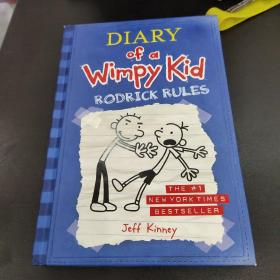 DIARY
of a
Wimpy Kid
RODRICK RULES
THE #1
NEW YORK TIMES
BESTSELLER
Jeff Kinney